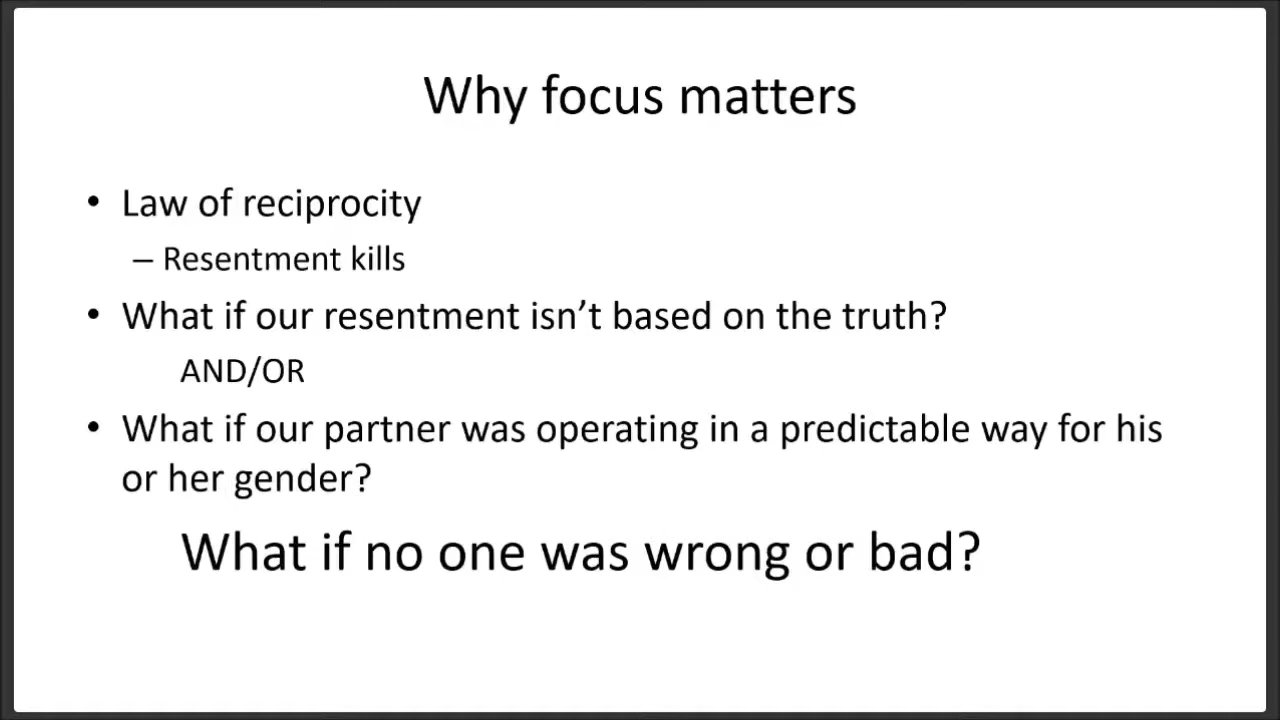 Why focus matters
• Law of reciprocity
– Resentment kills
• What if our resentment isn’t based on the truth?
AND/OR
• What if our partner was operating in a predictable way for his
or her gender?
What if no one was wrong or bad?